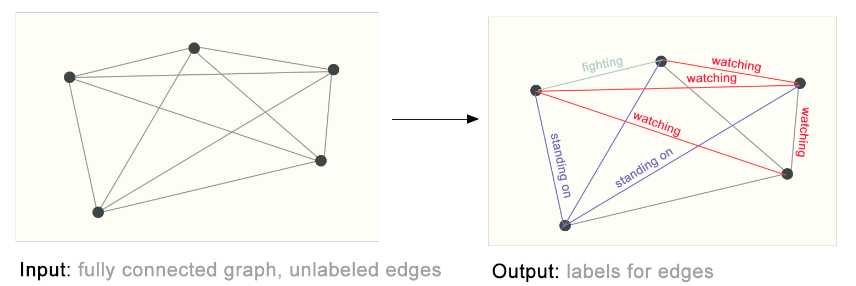 fighting
watching
watching
watching
watching
standing on
standing on
Input: fully connected graph, unlabeled edges
Output: labels for edges